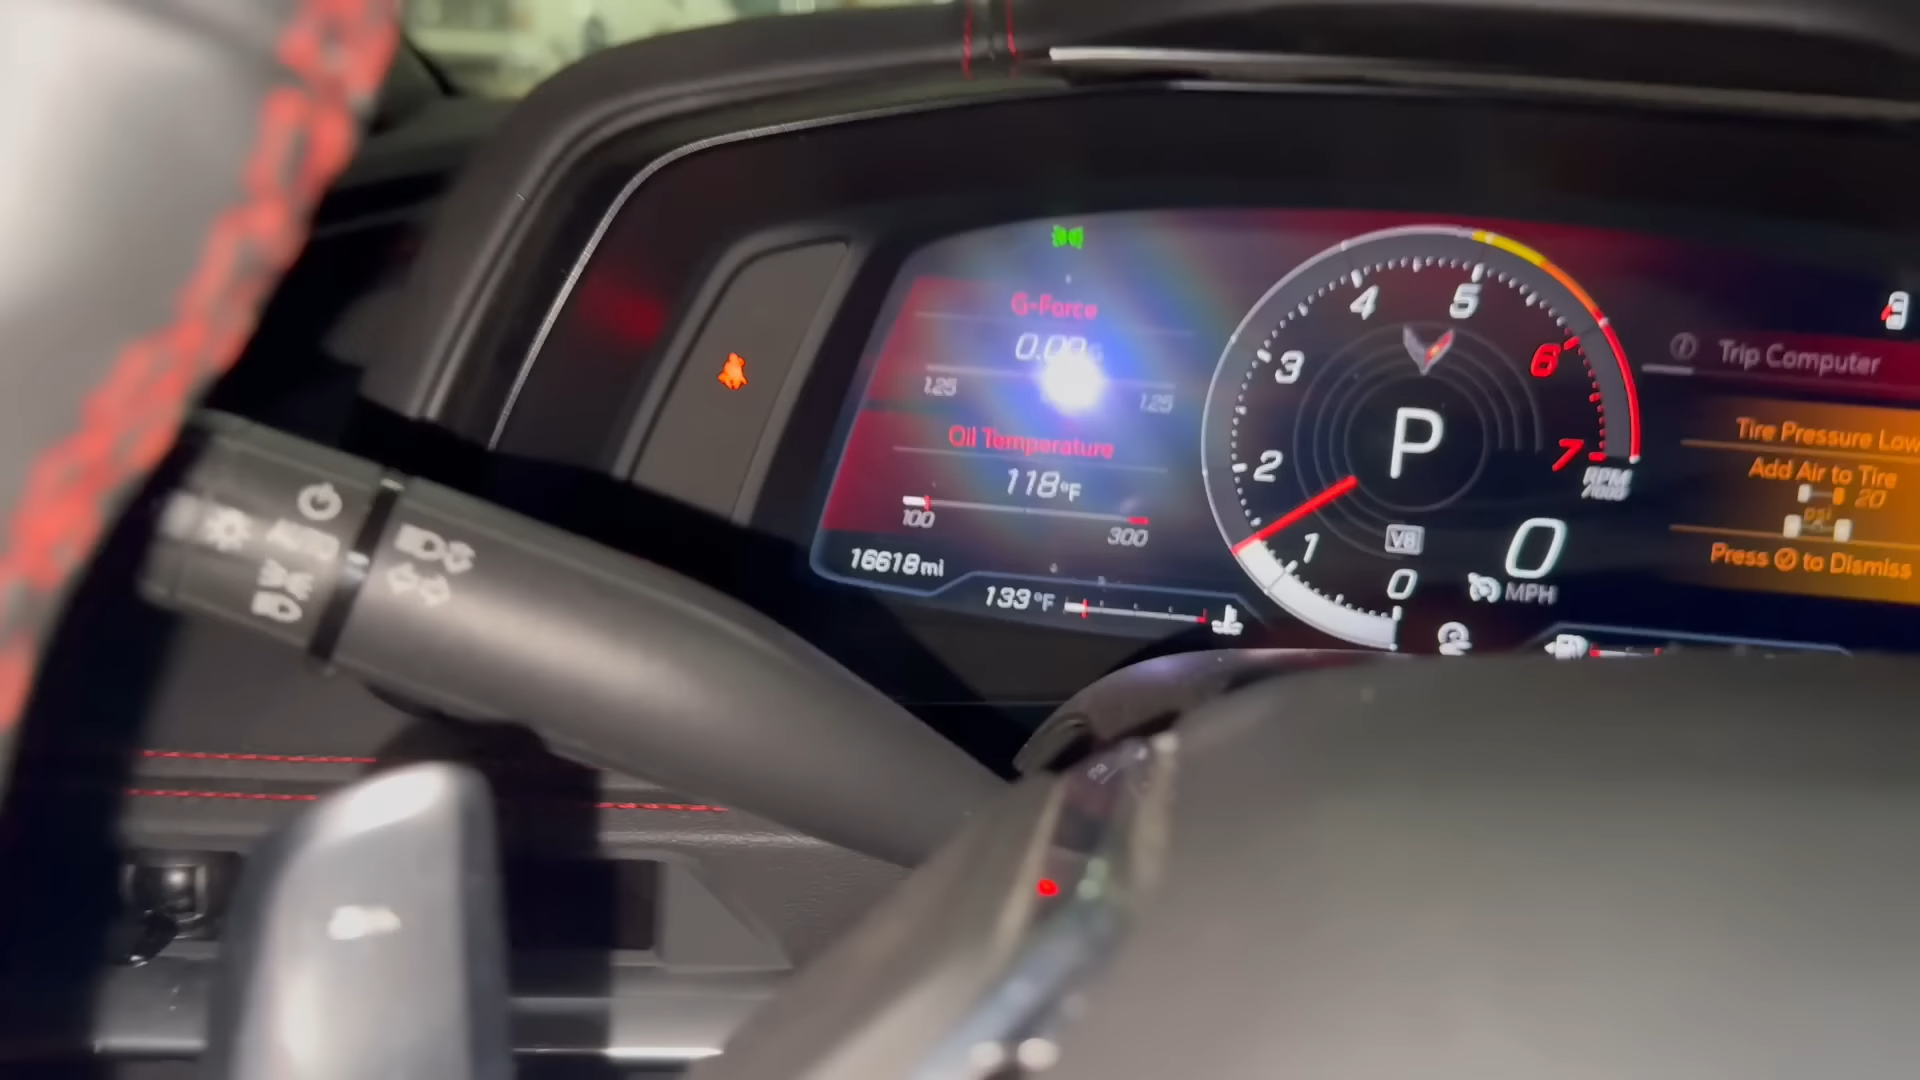 G-Force
1.25
1.25
Oil Temperature
118°F
100
300
16618mi
133°F
0
1
2
3
4
5
6
7
RPM
P
V8
0
MPH
Trip Computer
Tire Pressure Low
Add Air to Tire
20
psi
Press to Dismiss
AUTO